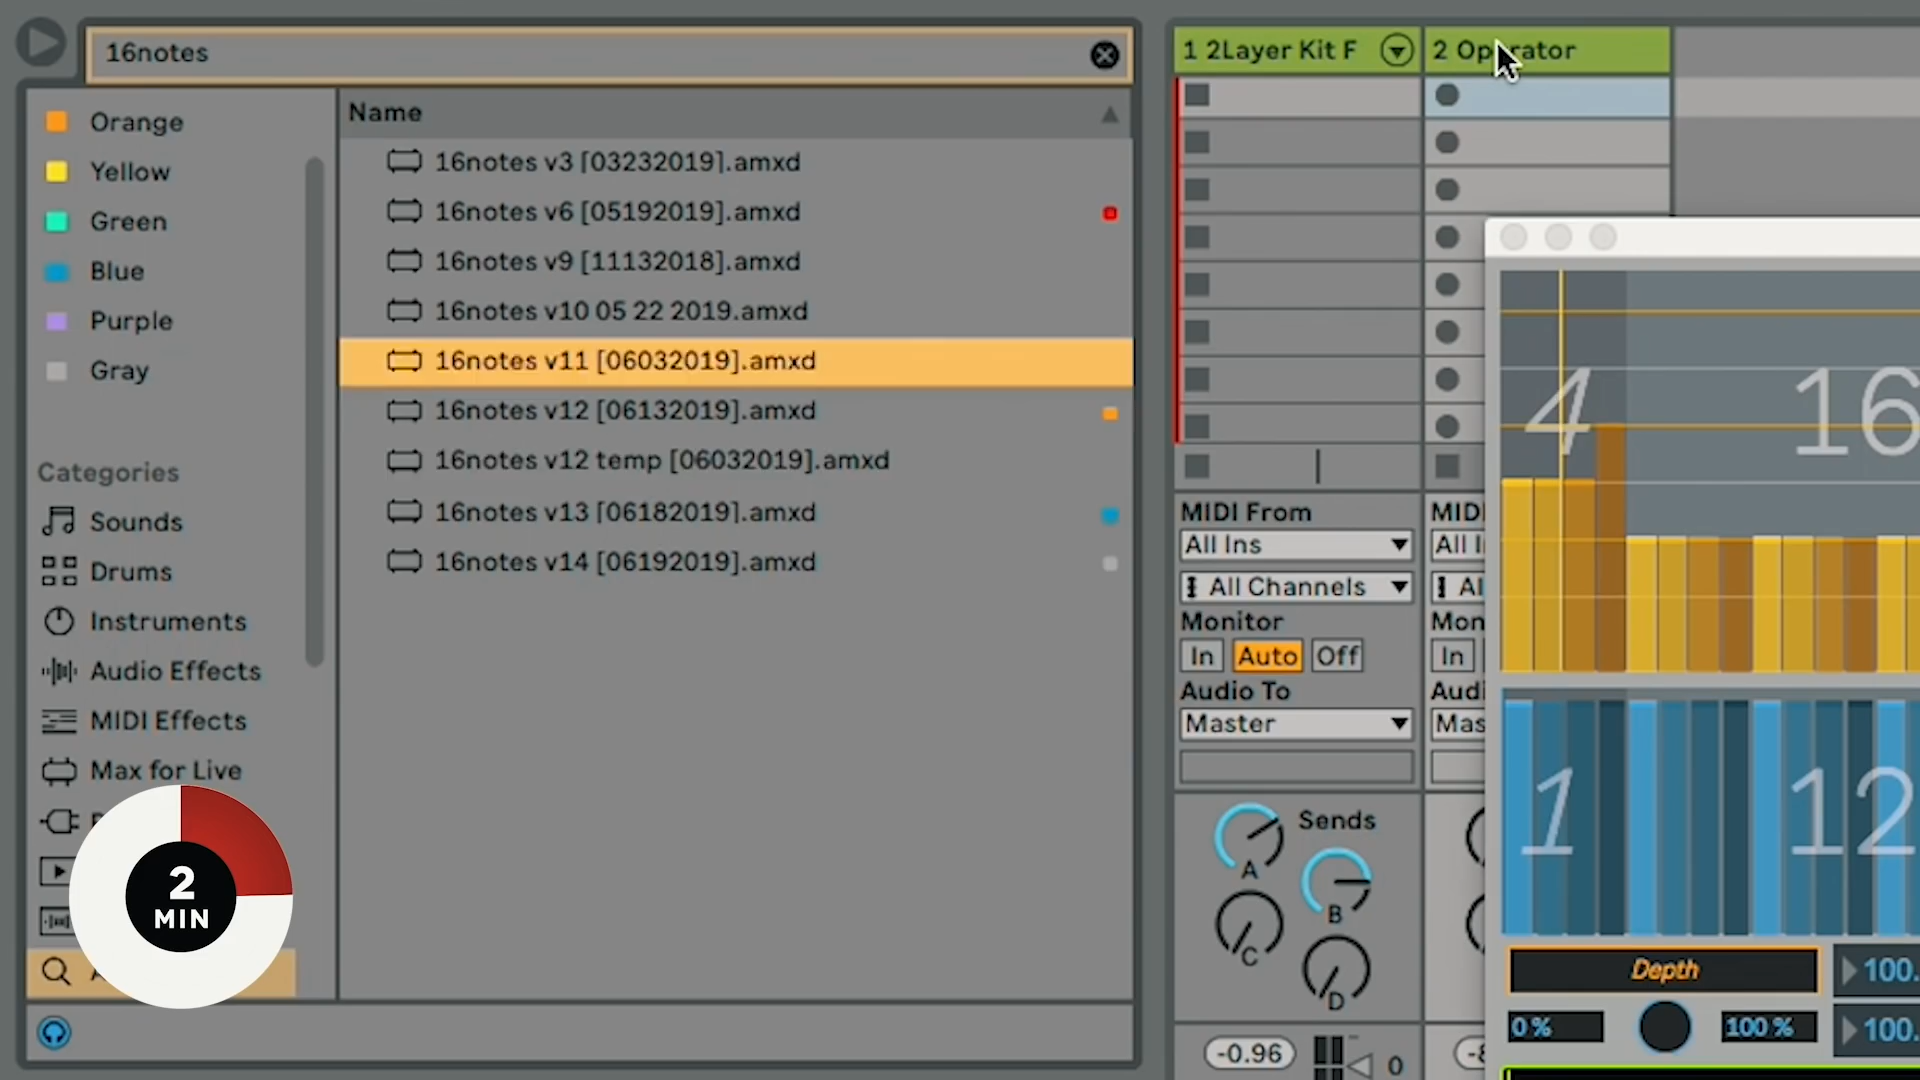 16notes
Orange
Yellow
Green
Blue
Purple
Gray
Categories
Sounds
Drums
Instruments
Audio Effects
MIDI Effects
Max for Live
2
MIN
Name
16notes v3 [03232019].amxd
16notes v6 [05192019].amxd
16notes v9 [11132018].amxd
16notes v10 05 22 2019.amxd
16notes v11 [06032019].amxd
16notes v12 [06132019].amxd
16notes v12 temp [06032019].amxd
16notes v13 [06182019].amxd
16notes v14 [06192019].amxd
1 2Layer Kit F
MIDI From
All Ins
All Channels
Monitor
In Auto Off
Audio To
Master
Sends
A
B
C
D
-0.96
0
2 Operator
In
4
16
1
12
Depth
100.
0 %
100 %
100.